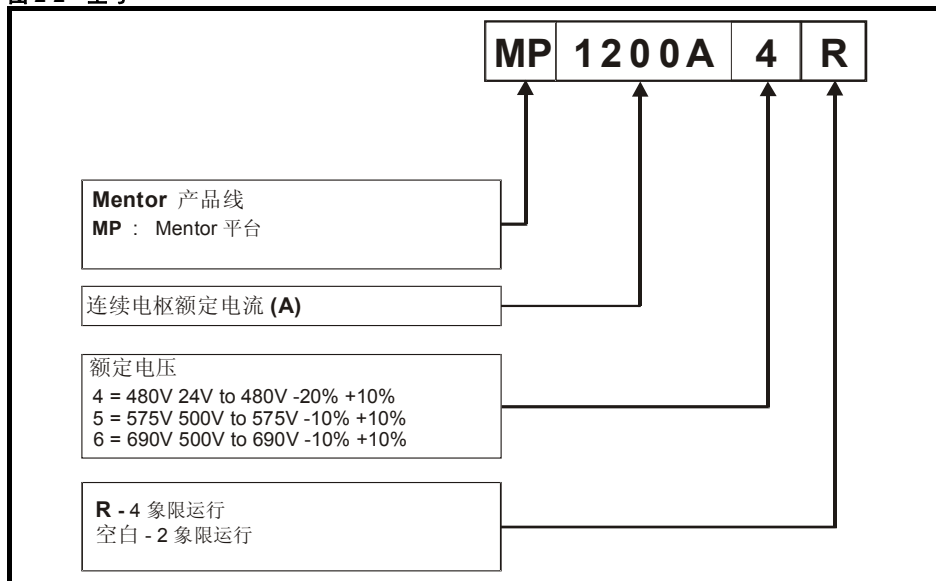 MP 1200A 4 R
Mentor 产品线
MP : Mentor 平台
连续电枢额定电流 (A)
额定电压
4 = 480V 24V to 480V -20% +10%
5 = 575V 500V to 575V -10% +10%
6 = 690V 500V to 690V -10% +10%
R - 4 象限运行
空白 - 2 象限运行